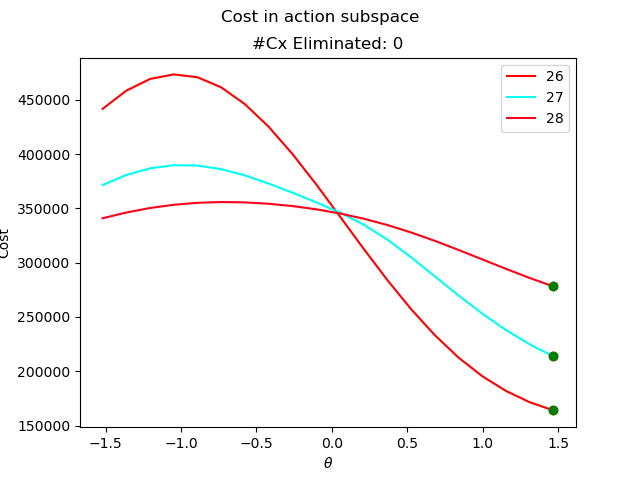 Cost in action subspace
#Cx Eliminated: 0
26
27
28
450000
400000
350000
300000
250000
200000
150000
Cost
−1.5 −1.0 −0.5 0.0 0.5 1.0 1.5
θ